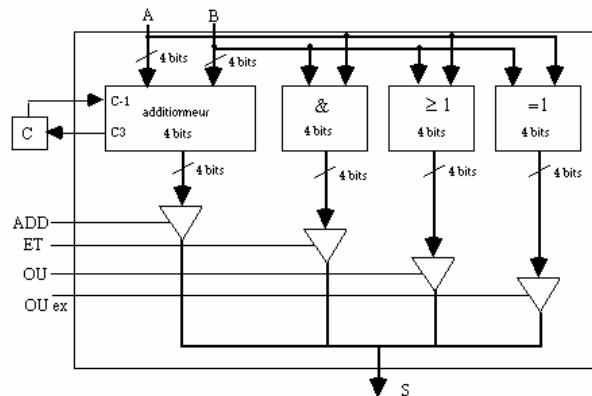 A B
4 bits 4 bits
C-1 additionneur & ≥ 1 =1
C C3 4 bits 4 bits 4 bits 4 bits
4 bits 4 bits 4 bits 4 bits
ADD
ET
OU
OU ex
S